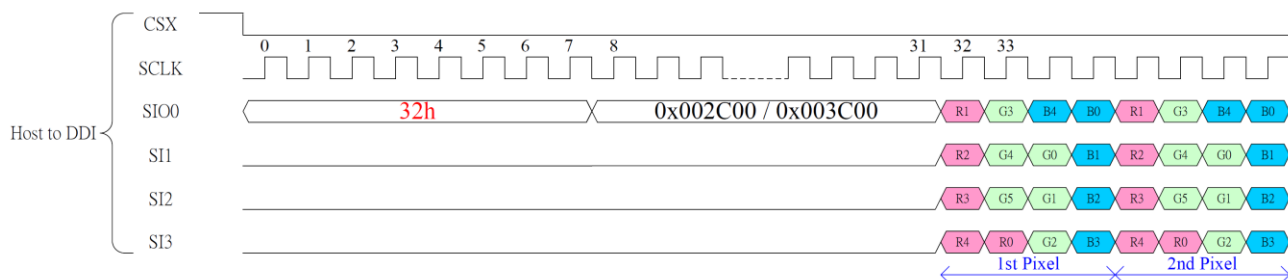 CSX
0 1 2 3 4 5 6 7 8 31 32 33
SCLK
SIO0 32h 0x002C00 / 0x003C00 R1 G3 B4 B0 R1 G3 B4 B0
Host to DDI
SI1 R2 G4 G0 B1 R2 G4 G0 B1
SI2 R3 G5 G1 B2 R3 G5 G1 B2
SI3 R4 R0 G2 B3 R4 R0 G2 B3
1st Pixel 2nd Pixel